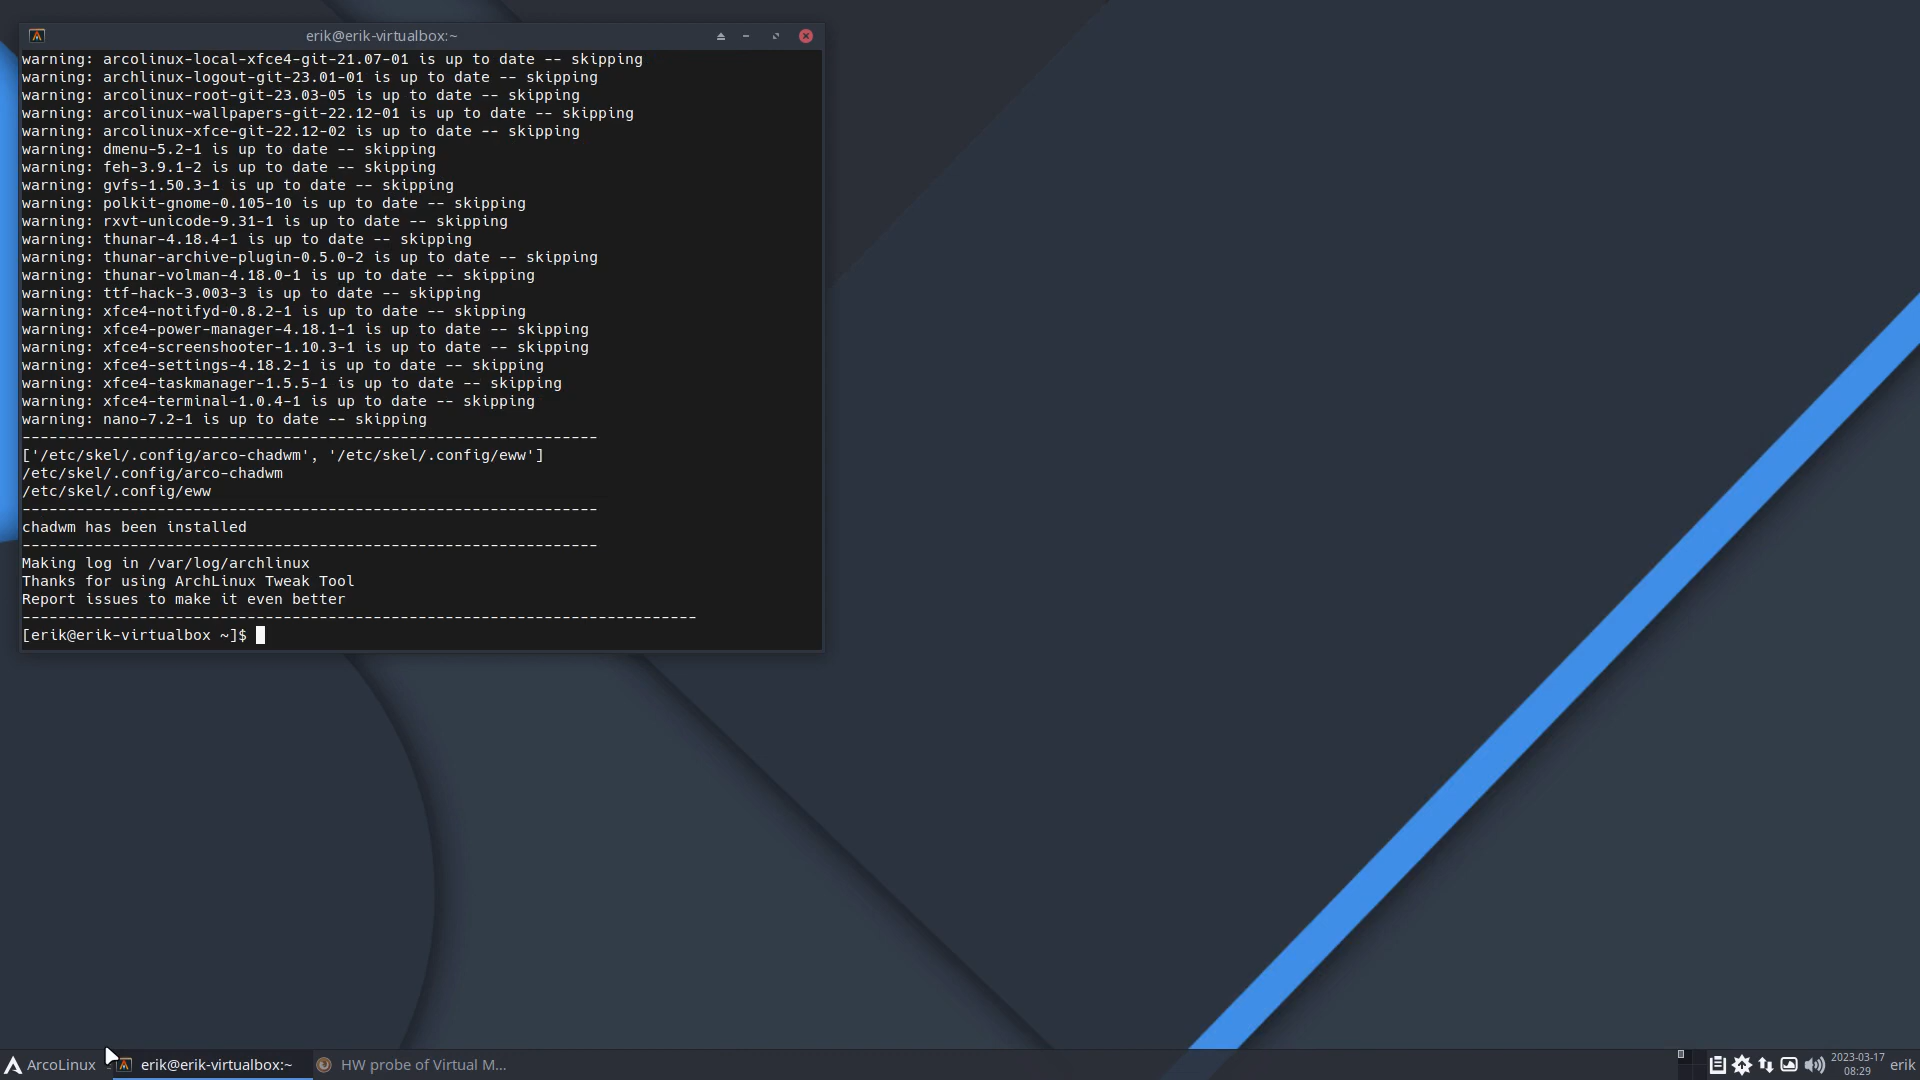 erik@erik-virtualbox:~
warning: arcolinux-local-xfce4-git-21.07-01 is up to date -- skipping
warning: archlinux-logout-git-23.01-01 is up to date -- skipping
warning: arcolinux-root-git-23.03-05 is up to date -- skipping
warning: arcolinux-wallpapers-git-22.12-01 is up to date -- skipping
warning: arcolinux-xfce-git-22.12-02 is up to date -- skipping
warning: dmenu-5.2-1 is up to date -- skipping
warning: feh-3.9.1-2 is up to date -- skipping
warning: gvfs-1.50.3-1 is up to date -- skipping
warning: polkit-gnome-0.105-10 is up to date -- skipping
warning: rxvt-unicode-9.31-1 is up to date -- skipping
warning: thunar-4.18.4-1 is up to date -- skipping
warning: thunar-archive-plugin-0.5.0-2 is up to date -- skipping
warning: thunar-volman-4.18.0-1 is up to date -- skipping
warning: ttf-hack-3.003-3 is up to date -- skipping
warning: xfce4-notifyd-0.8.2-1 is up to date -- skipping
warning: xfce4-power-manager-4.18.1-1 is up to date -- skipping
warning: xfce4-screenshooter-1.10.3-1 is up to date -- skipping
warning: xfce4-settings-4.18.2-1 is up to date -- skipping
warning: xfce4-taskmanager-1.5.5-1 is up to date -- skipping
warning: xfce4-terminal-1.0.4-1 is up to date -- skipping
warning: nano-7.2-1 is up to date -- skipping
----------------------------------------------------------------
['/etc/skel/.config/arco-chadwm', '/etc/skel/.config/eww']
/etc/skel/.config/arco-chadwm
/etc/skel/.config/eww
----------------------------------------------------------------
chadwm has been installed
----------------------------------------------------------------
Making log in /var/log/archlinux
Thanks for using ArchLinux Tweak Tool
Report issues to make it even better
---------------------------------------------------------------------------
[erik@erik-virtualbox ~]$
ArcoLinux
erik@erik-virtualbox:~
HW probe of Virtual M...
2023-03-17
08:29
erik